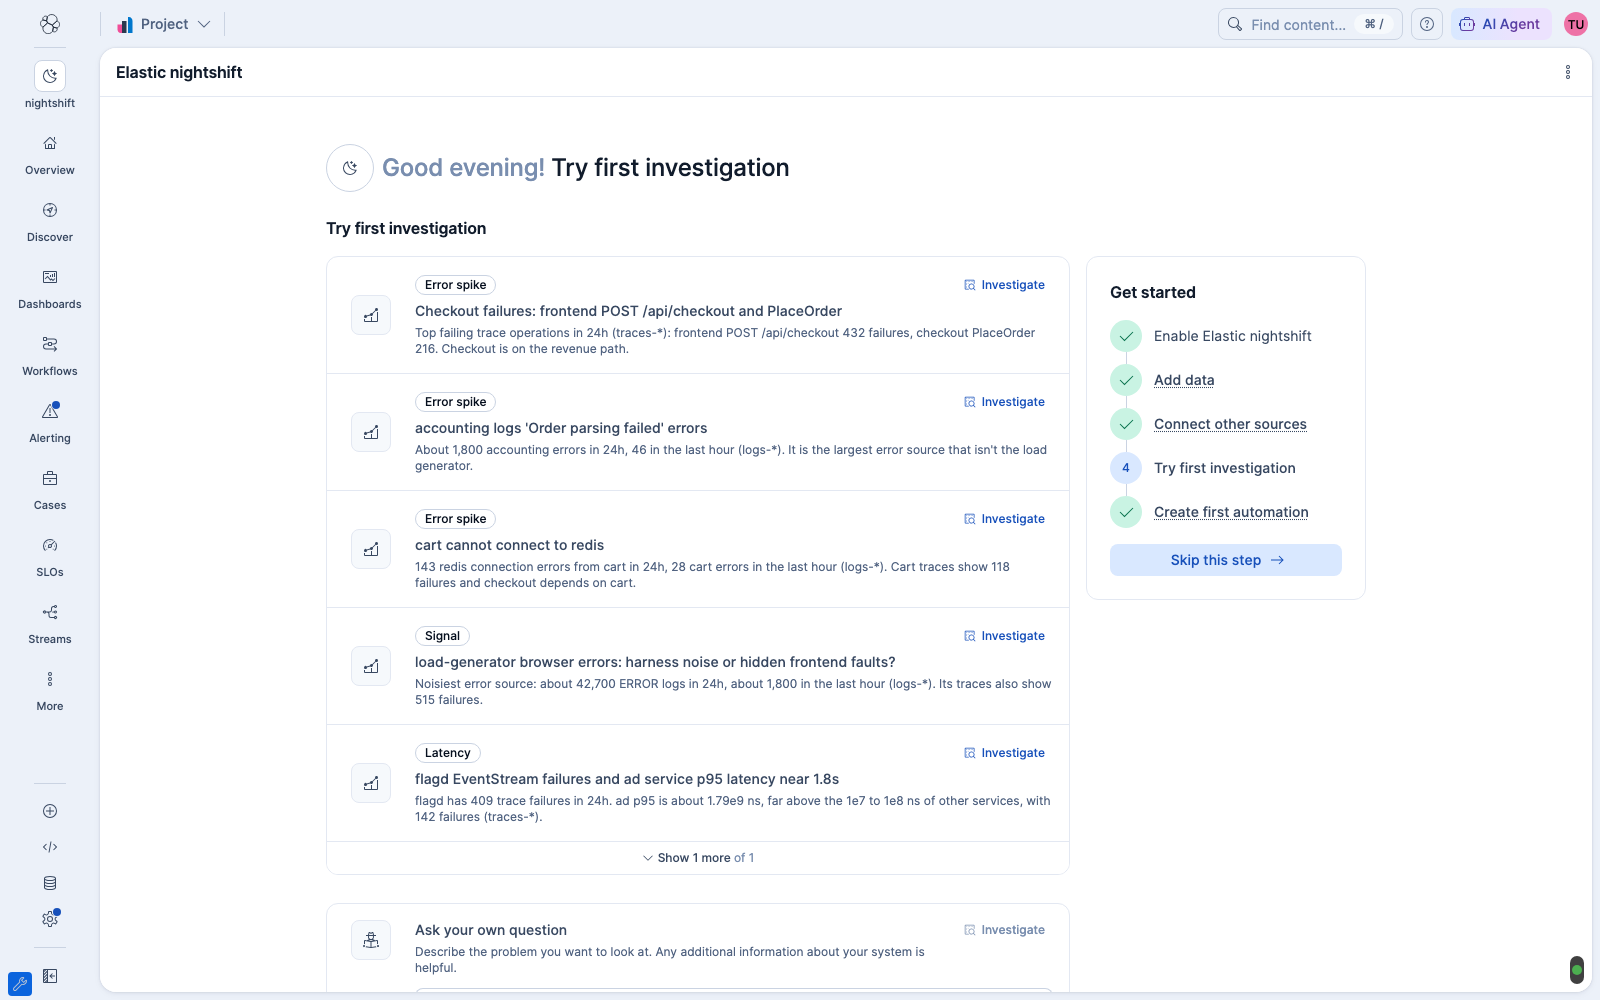 Project
Find content...
⌘ /
AI Agent
TU
nightshift
Overview
Discover
Dashboards
Workflows
Alerting
Cases
SLOs
Streams
More
Elastic nightshift
Good evening! Try first investigation
Try first investigation
Error spike
Investigate
Checkout failures: frontend POST /api/checkout and PlaceOrder
Top failing trace operations in 24h (traces-*): frontend POST /api/checkout 432 failures, checkout PlaceOrder
216. Checkout is on the revenue path.
Error spike
Investigate
accounting logs 'Order parsing failed' errors
About 1,800 accounting errors in 24h, 46 in the last hour (logs-*). It is the largest error source that isn't the load
generator.
Error spike
Investigate
cart cannot connect to redis
143 redis connection errors from cart in 24h, 28 cart errors in the last hour (logs-*). Cart traces show 118
failures and checkout depends on cart.
Signal
Investigate
load-generator browser errors: harness noise or hidden frontend faults?
Noisiest error source: about 42,700 ERROR logs in 24h, about 1,800 in the last hour (logs-*). Its traces also show
515 failures.
Latency
Investigate
flagd EventStream failures and ad service p95 latency near 1.8s
flagd has 409 trace failures in 24h. ad p95 is about 1.79e9 ns, far above the 1e7 to 1e8 ns of other services, with
142 failures (traces-*).
Show 1 more of 1
Ask your own question
Investigate
Describe the problem you want to look at. Any additional information about your system is
helpful.
Get started
Enable Elastic nightshift
Add data
Connect other sources
4
Try first investigation
Create first automation
Skip this step